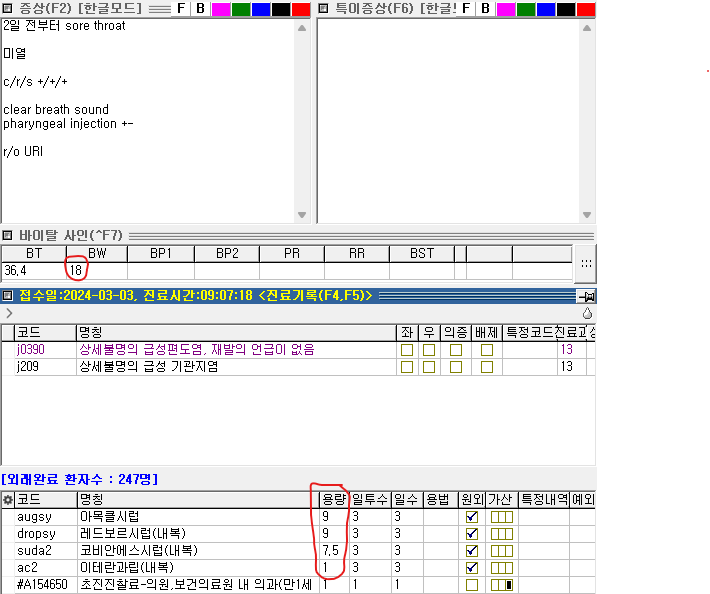 증상(F2) [한글모드] F B
2일 전부터 sore throat
미열
c/r/s +/+/+
clear breath sound
pharyngeal injection +-
r/o URI
특이증상(F6) [한글! F B
바이탈 사인(^F7)
BT BW BP1 BP2 PR RR BST
36.4 18
접수일:2024-03-03, 진료시간:09:07:18 <진료기록(F4,F5)>
코드 명칭 좌 우 의증 배제 특정코드 진료과 상
j0390 상세불명의 급성편도염, 재발의 언급이 없음 13
j209 상세불명의 급성 기관지염 13
[외래완료 환자수 : 247명]
코드 명칭 용량 일투수 일수 용법 원외 가산 특정내역 예외
augsy 아목클시럽 9 3 3
dropsy 레드보르시럽(내복) 9 3 3
suda2 코비안에스시럽(내복) 7.5 3 3
ac2 이테란과립(내복) 1 3 3
#A154650 초진진찰료-의원,보건의료원 내 의과(만1세 1 1 1